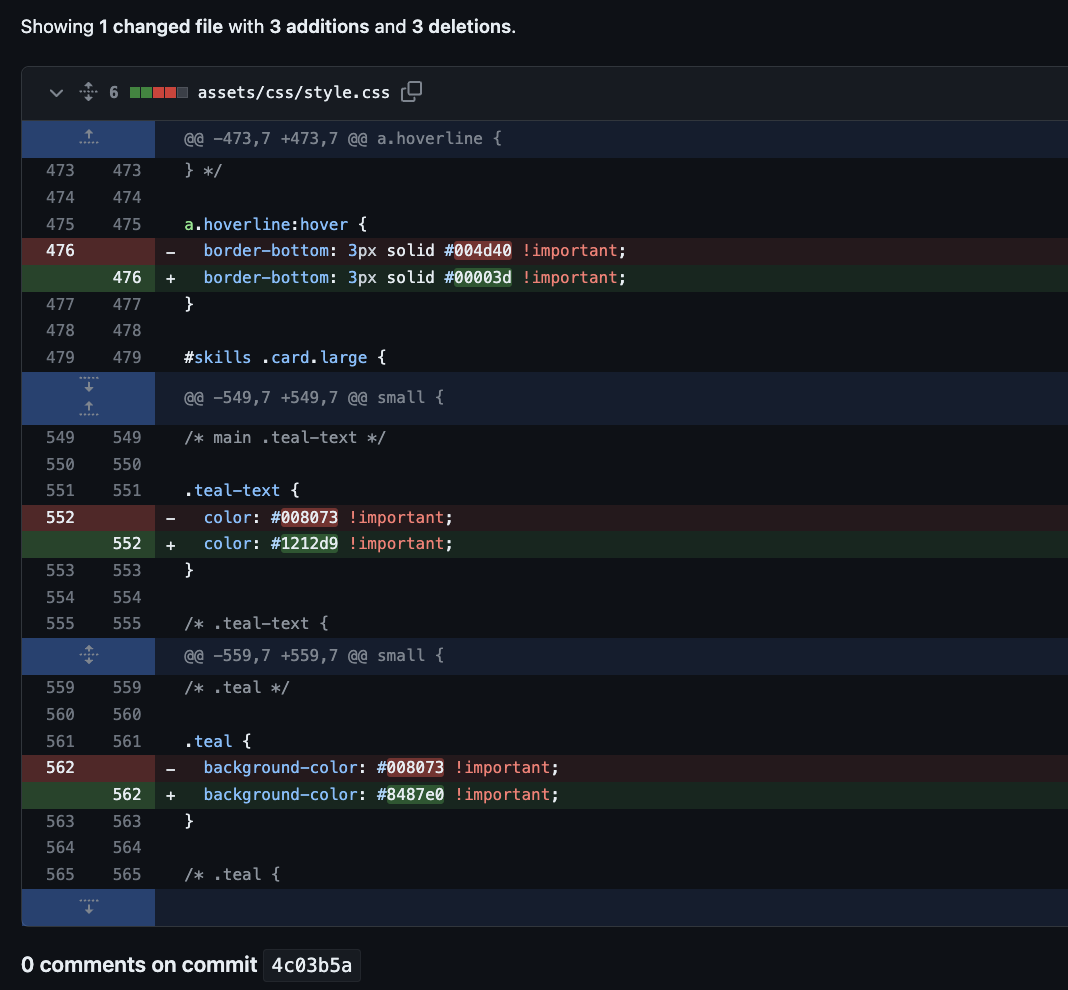 Showing 1 changed file with 3 additions and 3 deletions.
6 assets/css/style.css
@@ -473,7 +473,7 @@ a.hoverline {
473 473 } */
474 474
475 475 a.hoverline:hover {
476 - border-bottom: 3px solid #004d40 !important;
476 + border-bottom: 3px solid #00003d !important;
477 477 }
478 478
479 479 #skills .card.large {
@@ -549,7 +549,7 @@ small {
549 549 /* main .teal-text */
550 550
551 551 .teal-text {
552 - color: #008073 !important;
552 + color: #1212d9 !important;
553 553 }
554 554
555 555 /* .teal-text {
@@ -559,7 +559,7 @@ small {
559 559 /* .teal */
560 560
561 561 .teal {
562 - background-color: #008073 !important;
562 + background-color: #8487e0 !important;
563 563 }
564 564
565 565 /* .teal {
0 comments on commit 4c03b5a